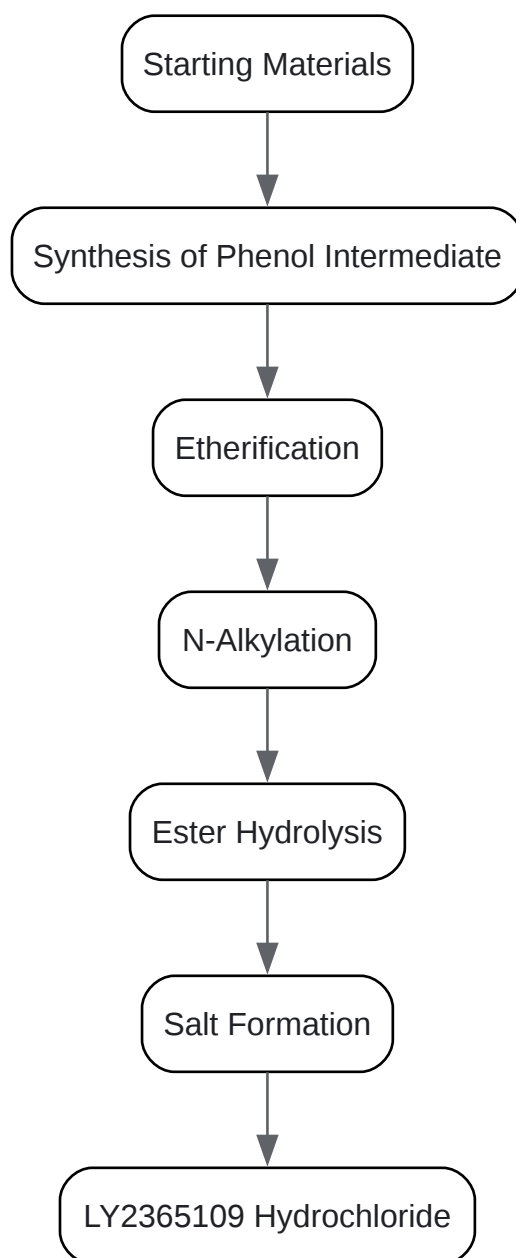 Starting Materials
Synthesis of Phenol Intermediate
Etherification
N-Alkylation
Ester Hydrolysis
Salt Formation
LY2365109 Hydrochloride